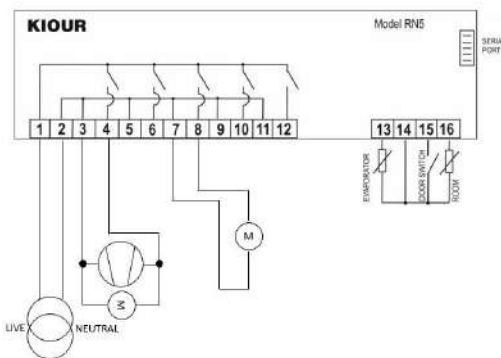 KIOUR
Model RN5
SERIAL
PORT
1 2 3 4 5 6 7 8 9 10 11 12
13 14 15 16
EVAPORATOR
DOOR SWITCH
ROOM
M
M
LIVE
NEUTRAL